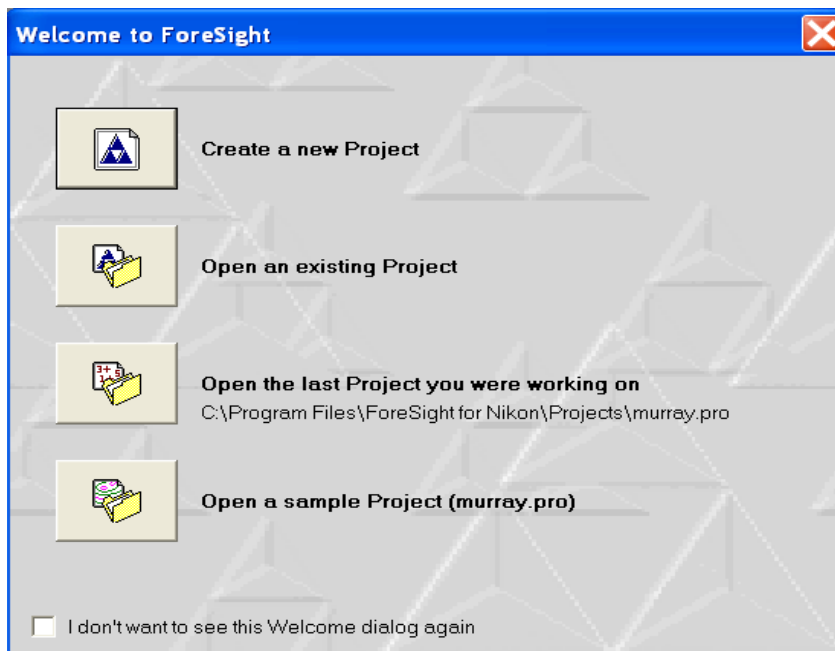 Welcome to ForeSight
Create a new Project
Open an existing Project
Open the last Project you were working on
C:\Program Files\ForeSight for Nikon\Projects\murray.pro
Open a sample Project (murray.pro)
I don't want to see this Welcome dialog again